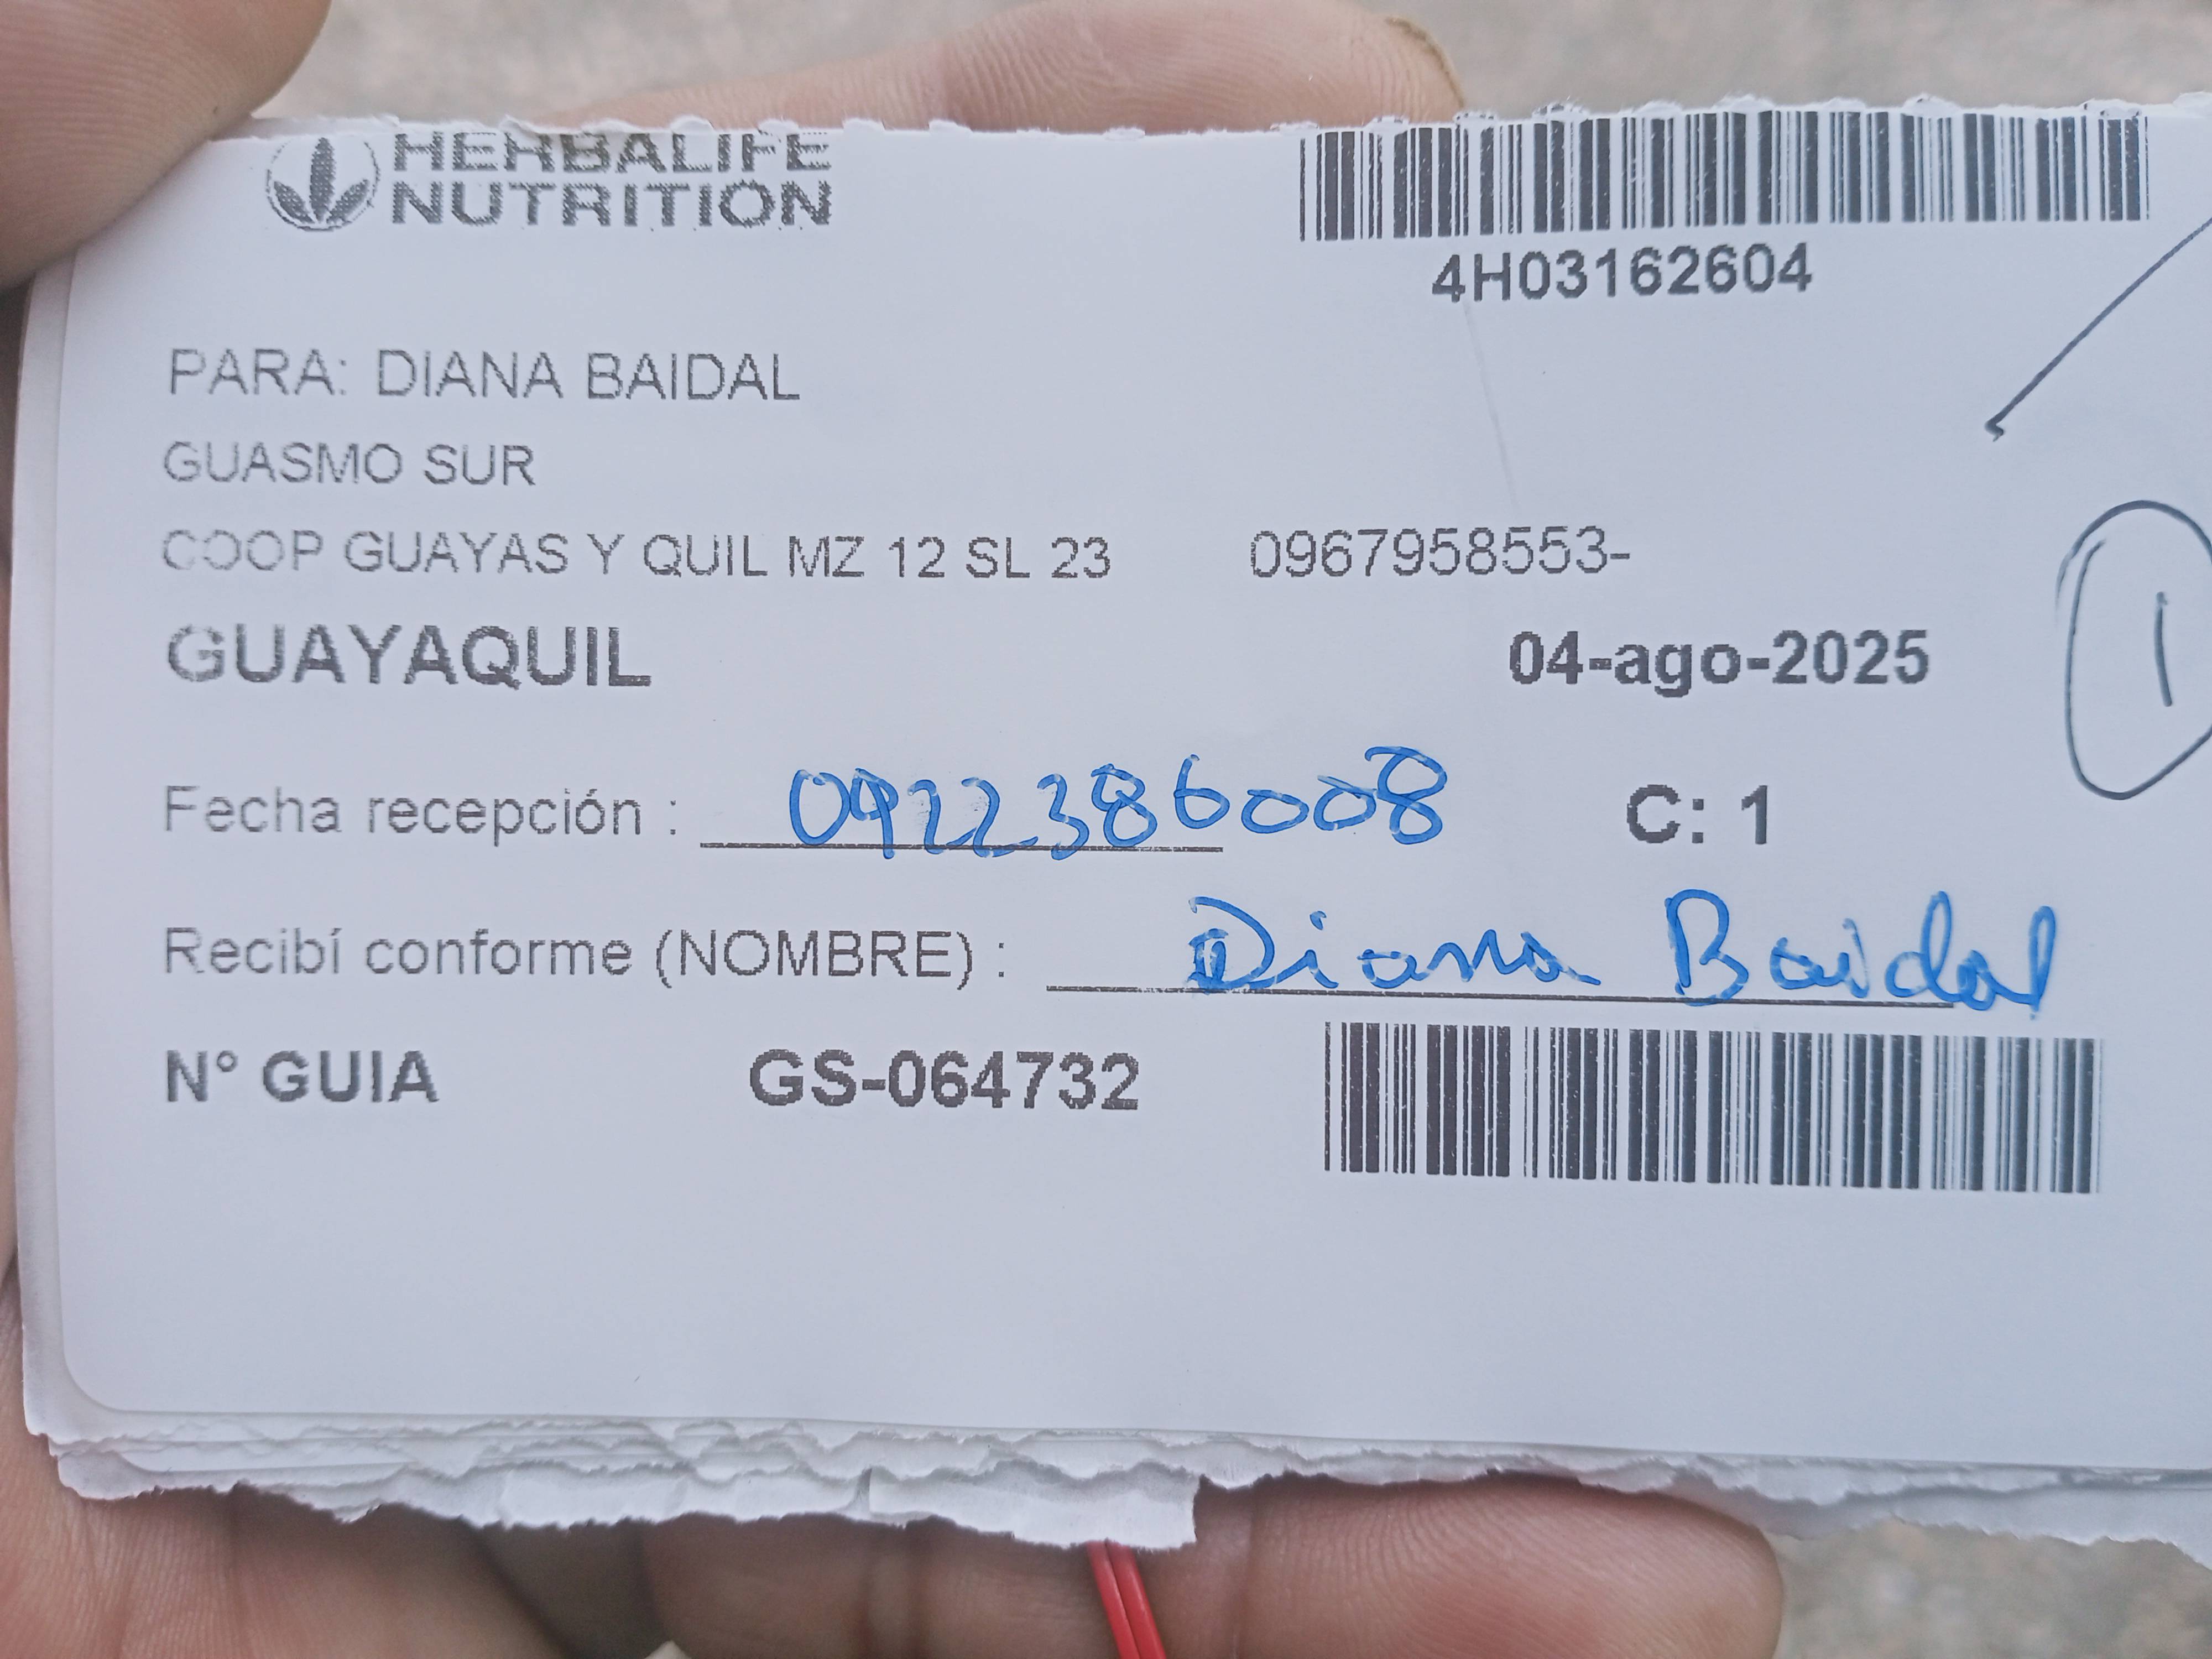 HERBALIFE
NUTRITION
4H03162604
PARA: DIANA BAIDAL
GUASMO SUR
COOP GUAYAS Y QUIL MZ 12 SL 23 0967958553-
GUAYAQUIL 04-ago-2025
1
Fecha recepción : 0922386008 C: 1
Recibí conforme (NOMBRE) : Diana Baidal
N° GUIA GS-064732